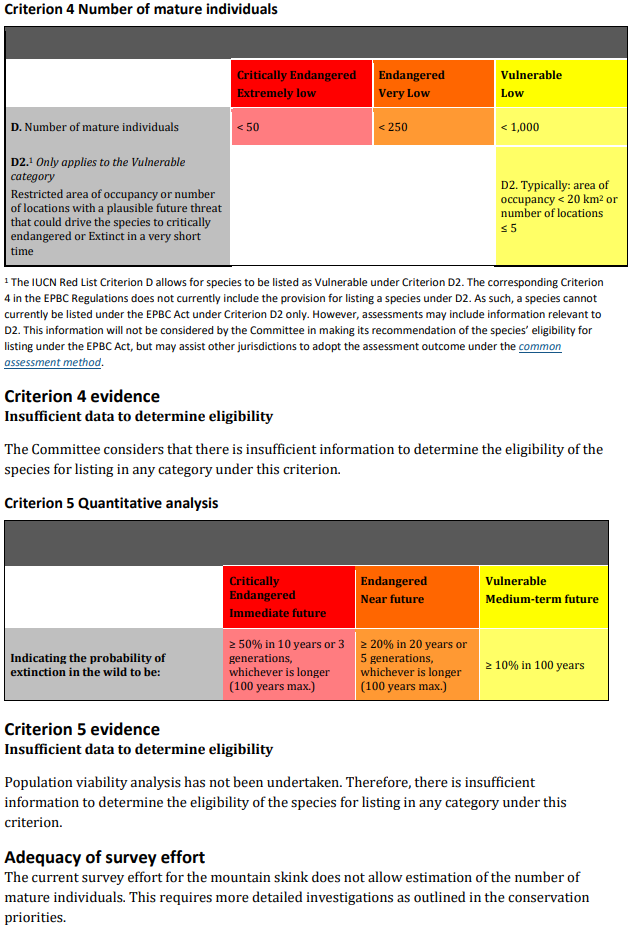 Criterion 4 Number of mature individuals
Critically Endangered
Extremely low
Endangered
Very Low
Vulnerable
Low
D. Number of mature individuals
< 50
< 250
< 1,000
D2.¹ Only applies to the Vulnerable
category
Restricted area of occupancy or number
of locations with a plausible future threat
that could drive the species to critically
endangered or Extinct in a very short
time
D2. Typically: area of
occupancy < 20 km² or
number of locations
≤ 5
¹ The IUCN Red List Criterion D allows for species to be listed as Vulnerable under Criterion D2. The corresponding Criterion
4 in the EPBC Regulations does not currently include the provision for listing a species under D2. As such, a species cannot
currently be listed under the EPBC Act under Criterion D2 only. However, assessments may include information relevant to
D2. This information will not be considered by the Committee in making its recommendation of the species' eligibility for
listing under the EPBC Act, but may assist other jurisdictions to adopt the assessment outcome under the common
assessment method.
Criterion 4 evidence
Insufficient data to determine eligibility
The Committee considers that there is insufficient information to determine the eligibility of the
species for listing in any category under this criterion.
Criterion 5 Quantitative analysis
Critically
Endangered
Immediate future
Endangered
Near future
Vulnerable
Medium-term future
Indicating the probability of
extinction in the wild to be:
≥ 50% in 10 years or 3
generations,
whichever is longer
(100 years max.)
≥ 20% in 20 years or
5 generations,
whichever is longer
(100 years max.)
≥ 10% in 100 years
Criterion 5 evidence
Insufficient data to determine eligibility
Population viability analysis has not been undertaken. Therefore, there is insufficient
information to determine the eligibility of the species for listing in any category under this
criterion.
Adequacy of survey effort
The current survey effort for the mountain skink does not allow estimation of the number of
mature individuals. This requires more detailed investigations as outlined in the conservation
priorities.